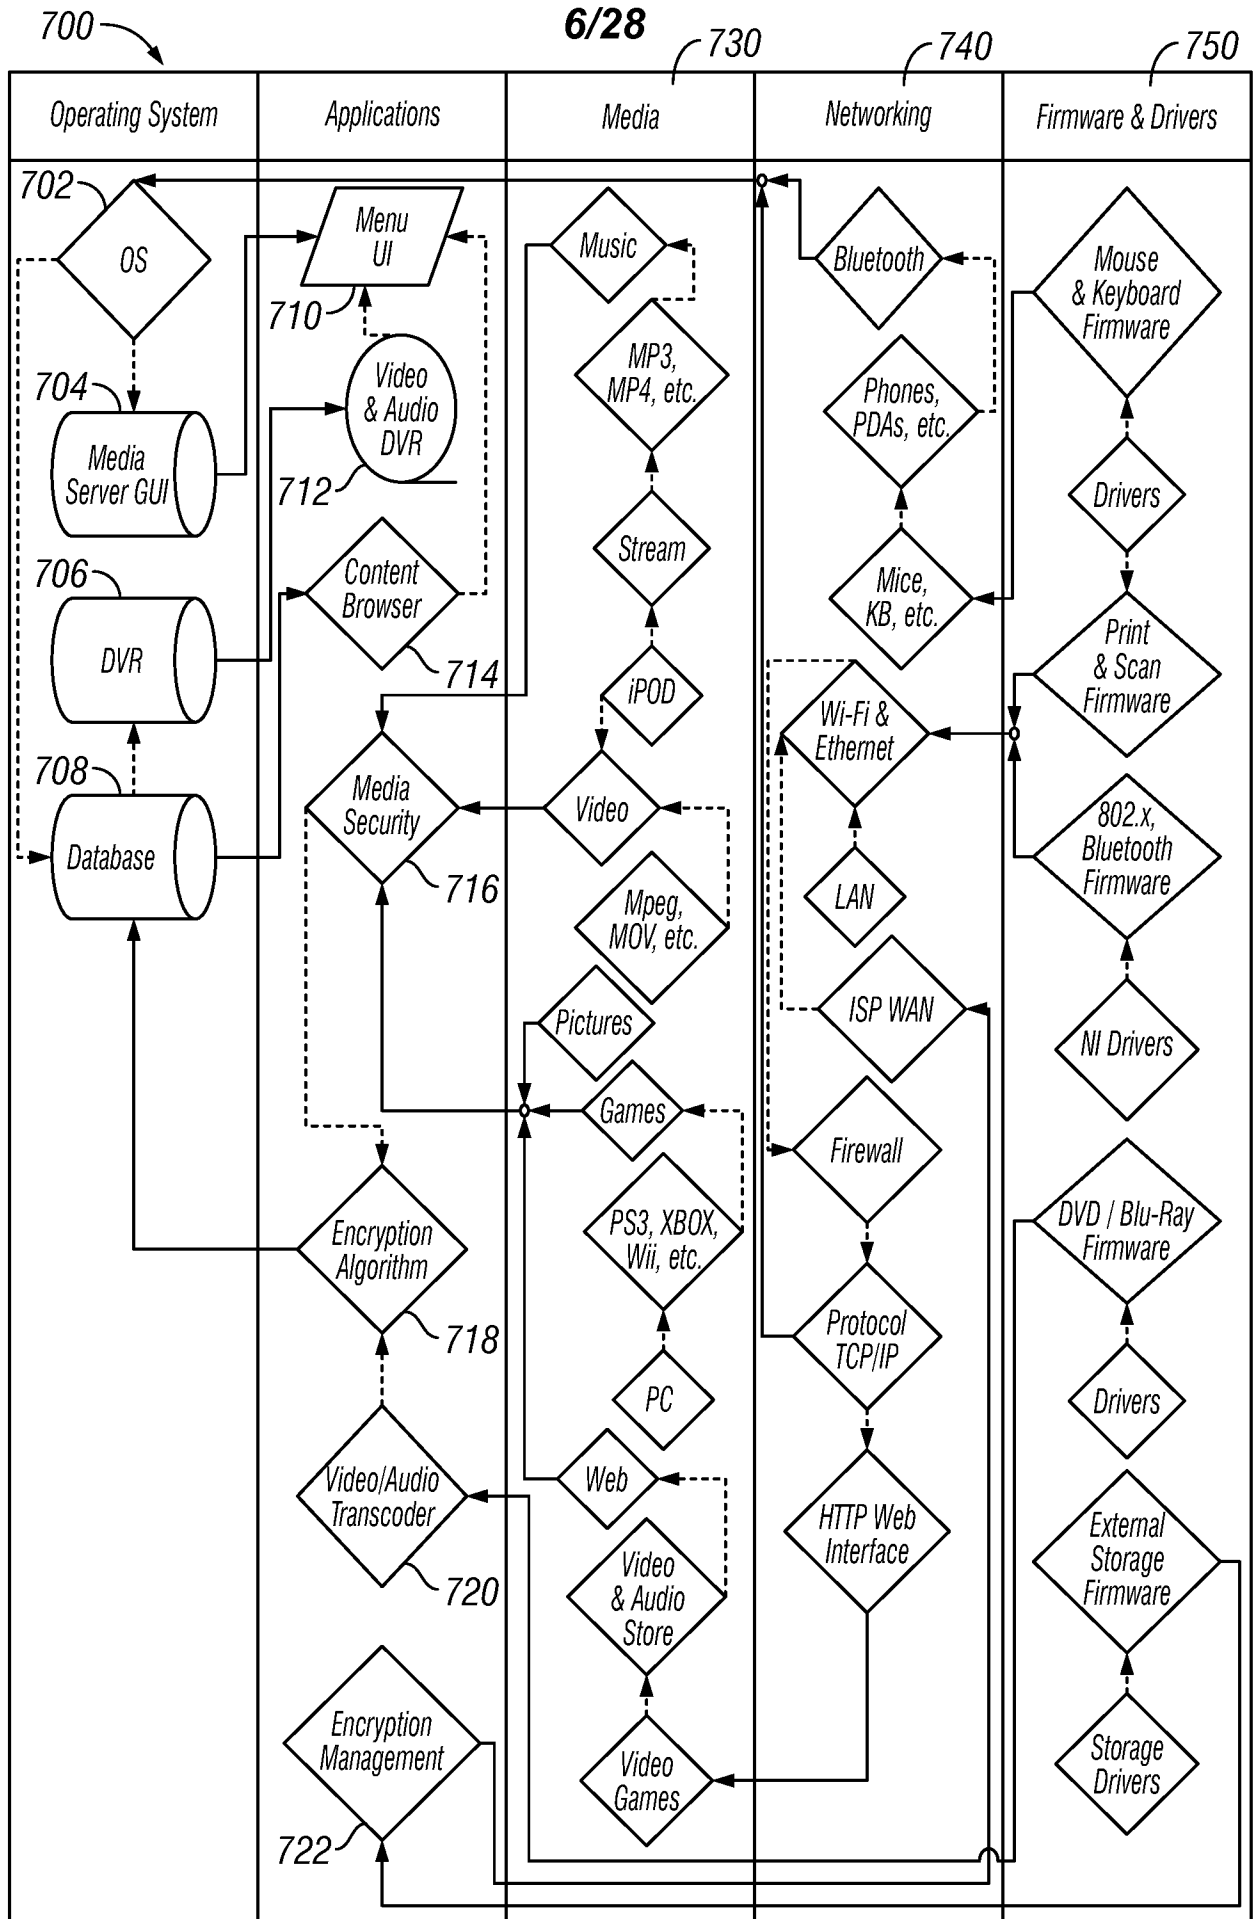 6/28
700
730
740
750
Operating System
Applications
Media
Networking
Firmware & Drivers
702
OS
704
Media
Server GUI
706
DVR
708
Database
Menu
UI
710
Video
& Audio
DVR
712
Content
Browser
714
Media
Security
716
Encryption
Algorithm
718
Video/Audio
Transcoder
720
Encryption
Management
722
Music
MP3,
MP4, etc.
Stream
iPOD
Video
Mpeg,
MOV, etc.
Pictures
Games
PS3, XBOX,
Wii, etc.
PC
Web
Video
& Audio
Store
Video
Games
Bluetooth
Phones,
PDAs, etc.
Mice,
KB, etc.
Wi-Fi &
Ethernet
LAN
ISP WAN
Firewall
Protocol
TCP/IP
HTTP Web
Interface
Mouse
& Keyboard
Firmware
Drivers
Print
& Scan
Firmware
802.x,
Bluetooth
Firmware
NI Drivers
DVD / Blu-Ray
Firmware
Drivers
External
Storage
Firmware
Storage
Drivers